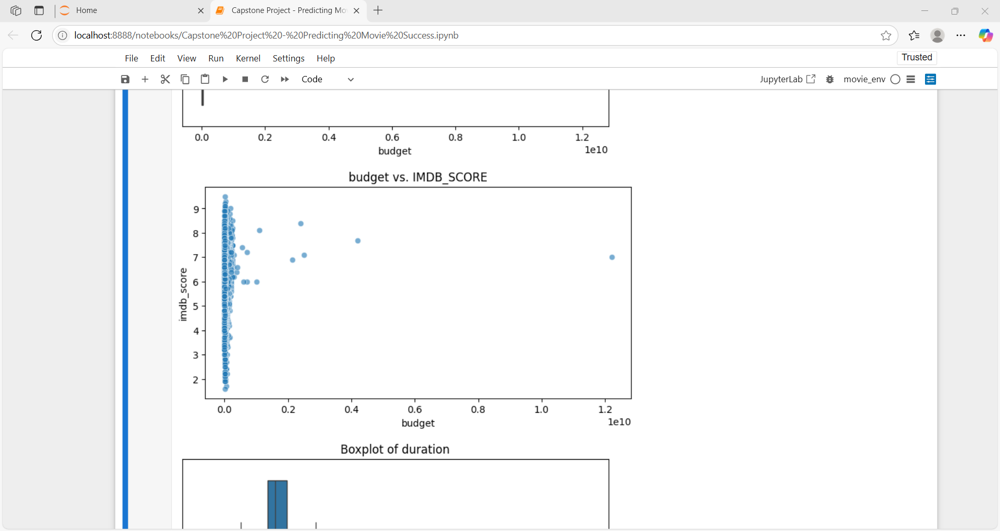 Home
Capstone Project - Predicting Mo
localhost:8888/notebooks/Capstone%20Project%20-%20Predicting%20Movie%20Success.ipynb
File Edit View Run Kernel Settings Help
Trusted
Code
JupyterLab
movie_env
0.0 0.2 0.4 0.6 0.8 1.0 1.2
budget
1e10
budget vs. IMDB_SCORE
9
8
7
6
5
4
3
2
imdb_score
0.0 0.2 0.4 0.6 0.8 1.0 1.2
budget
1e10
Boxplot of duration